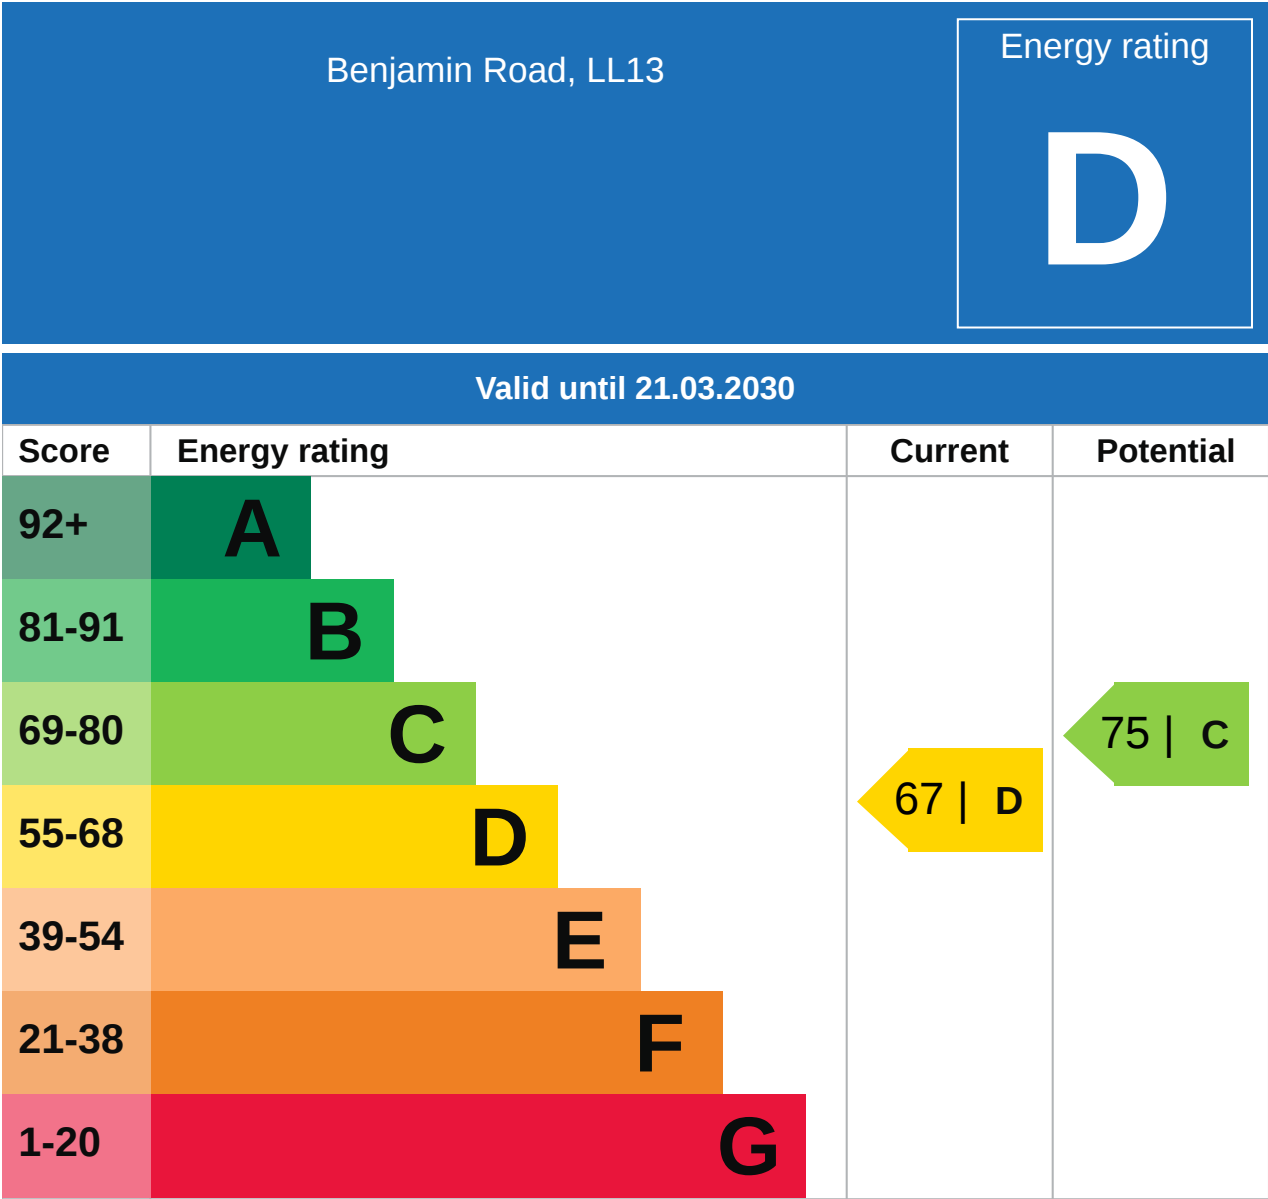 Benjamin Road, LL13
Energy rating
D
Valid until 21.03.2030
Score Energy rating Current Potential
92+ A
81-91 B
69-80 C
75 | C
67 | D
55-68 D
39-54 E
21-38 F
1-20 G